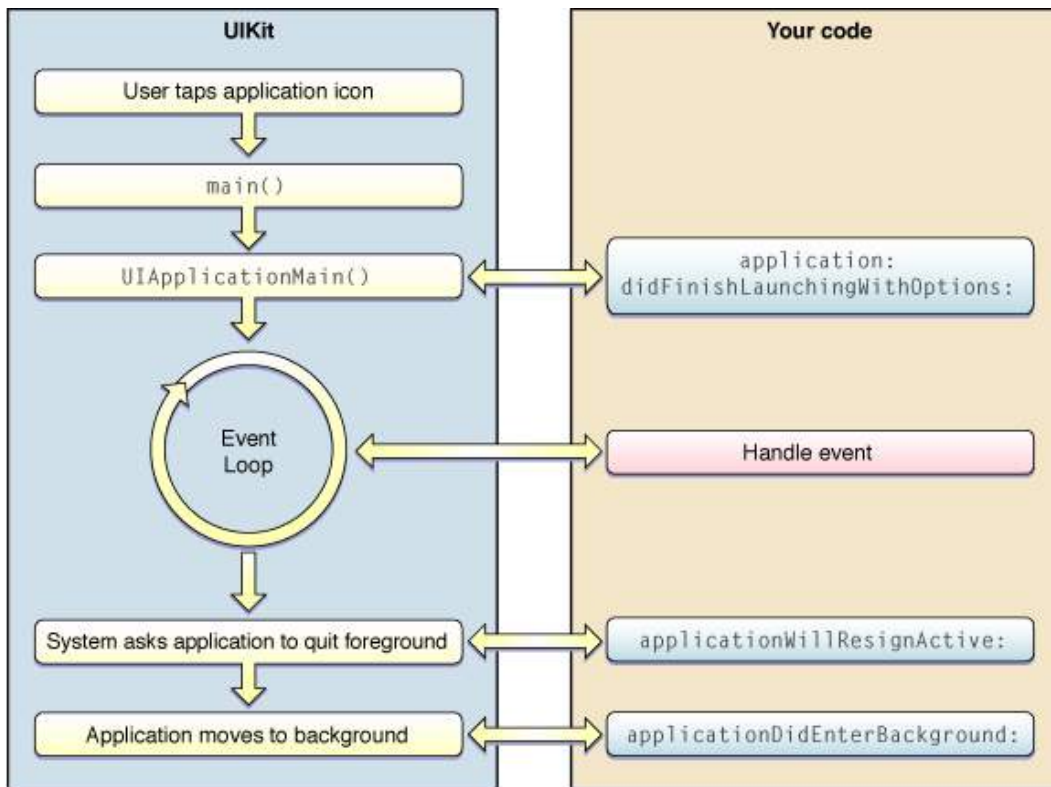 UIKit
Your code
User taps application icon
main()
UIApplicationMain()
application:
didFinishLaunchingWithOptions:
Event
Loop
Handle event
System asks application to quit foreground
applicationWillResignActive:
Application moves to background
applicationDidEnterBackground: